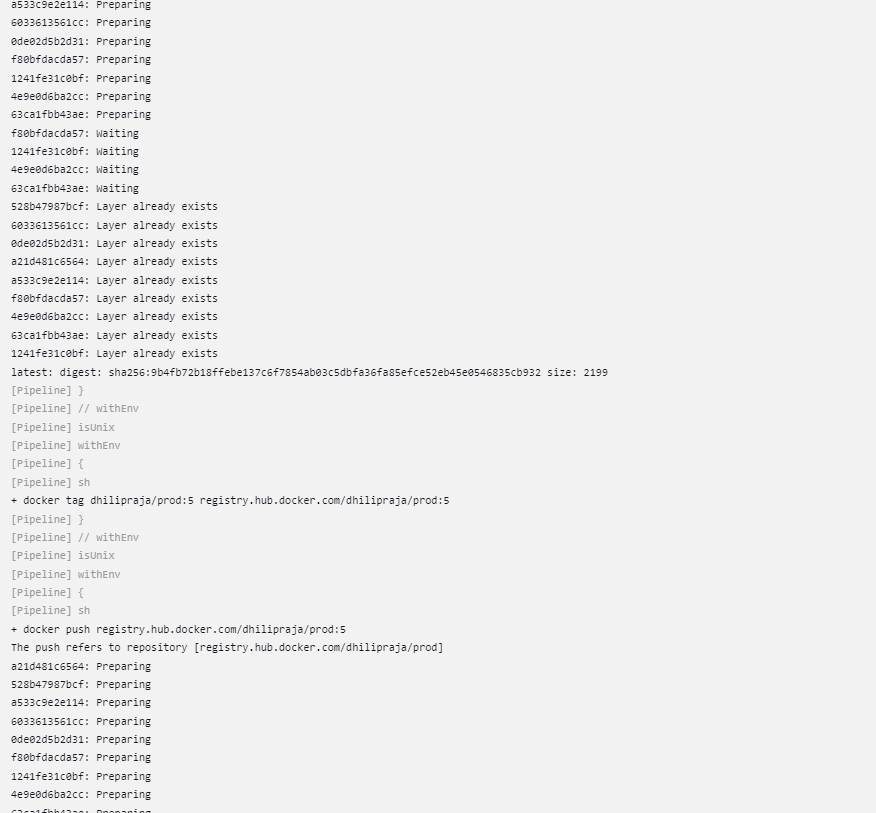 a533c9e2e114: Preparing
6033613561cc: Preparing
0de02d5b2d31: Preparing
f80bfdacda57: Preparing
1241fe31c0bf: Preparing
4e9e0d6ba2cc: Preparing
63ca1fbb43ae: Preparing
f80bfdacda57: Waiting
1241fe31c0bf: Waiting
4e9e0d6ba2cc: Waiting
63ca1fbb43ae: Waiting
528b47987bcf: Layer already exists
6033613561cc: Layer already exists
0de02d5b2d31: Layer already exists
a21d481c6564: Layer already exists
a533c9e2e114: Layer already exists
f80bfdacda57: Layer already exists
4e9e0d6ba2cc: Layer already exists
63ca1fbb43ae: Layer already exists
1241fe31c0bf: Layer already exists
latest: digest: sha256:9b4fb72b18ffebe137c6f7854ab03c5dbfa36fa85efce52eb45e0546835cb932 size: 2199
[Pipeline] }
[Pipeline] // withEnv
[Pipeline] isUnix
[Pipeline] withEnv
[Pipeline] {
[Pipeline] sh
+ docker tag dhilipraja/prod:5 registry.hub.docker.com/dhilipraja/prod:5
[Pipeline] }
[Pipeline] // withEnv
[Pipeline] isUnix
[Pipeline] withEnv
[Pipeline] {
[Pipeline] sh
+ docker push registry.hub.docker.com/dhilipraja/prod:5
The push refers to repository [registry.hub.docker.com/dhilipraja/prod]
a21d481c6564: Preparing
528b47987bcf: Preparing
a533c9e2e114: Preparing
6033613561cc: Preparing
0de02d5b2d31: Preparing
f80bfdacda57: Preparing
1241fe31c0bf: Preparing
4e9e0d6ba2cc: Preparing
63ca1fbb43ae: Preparing